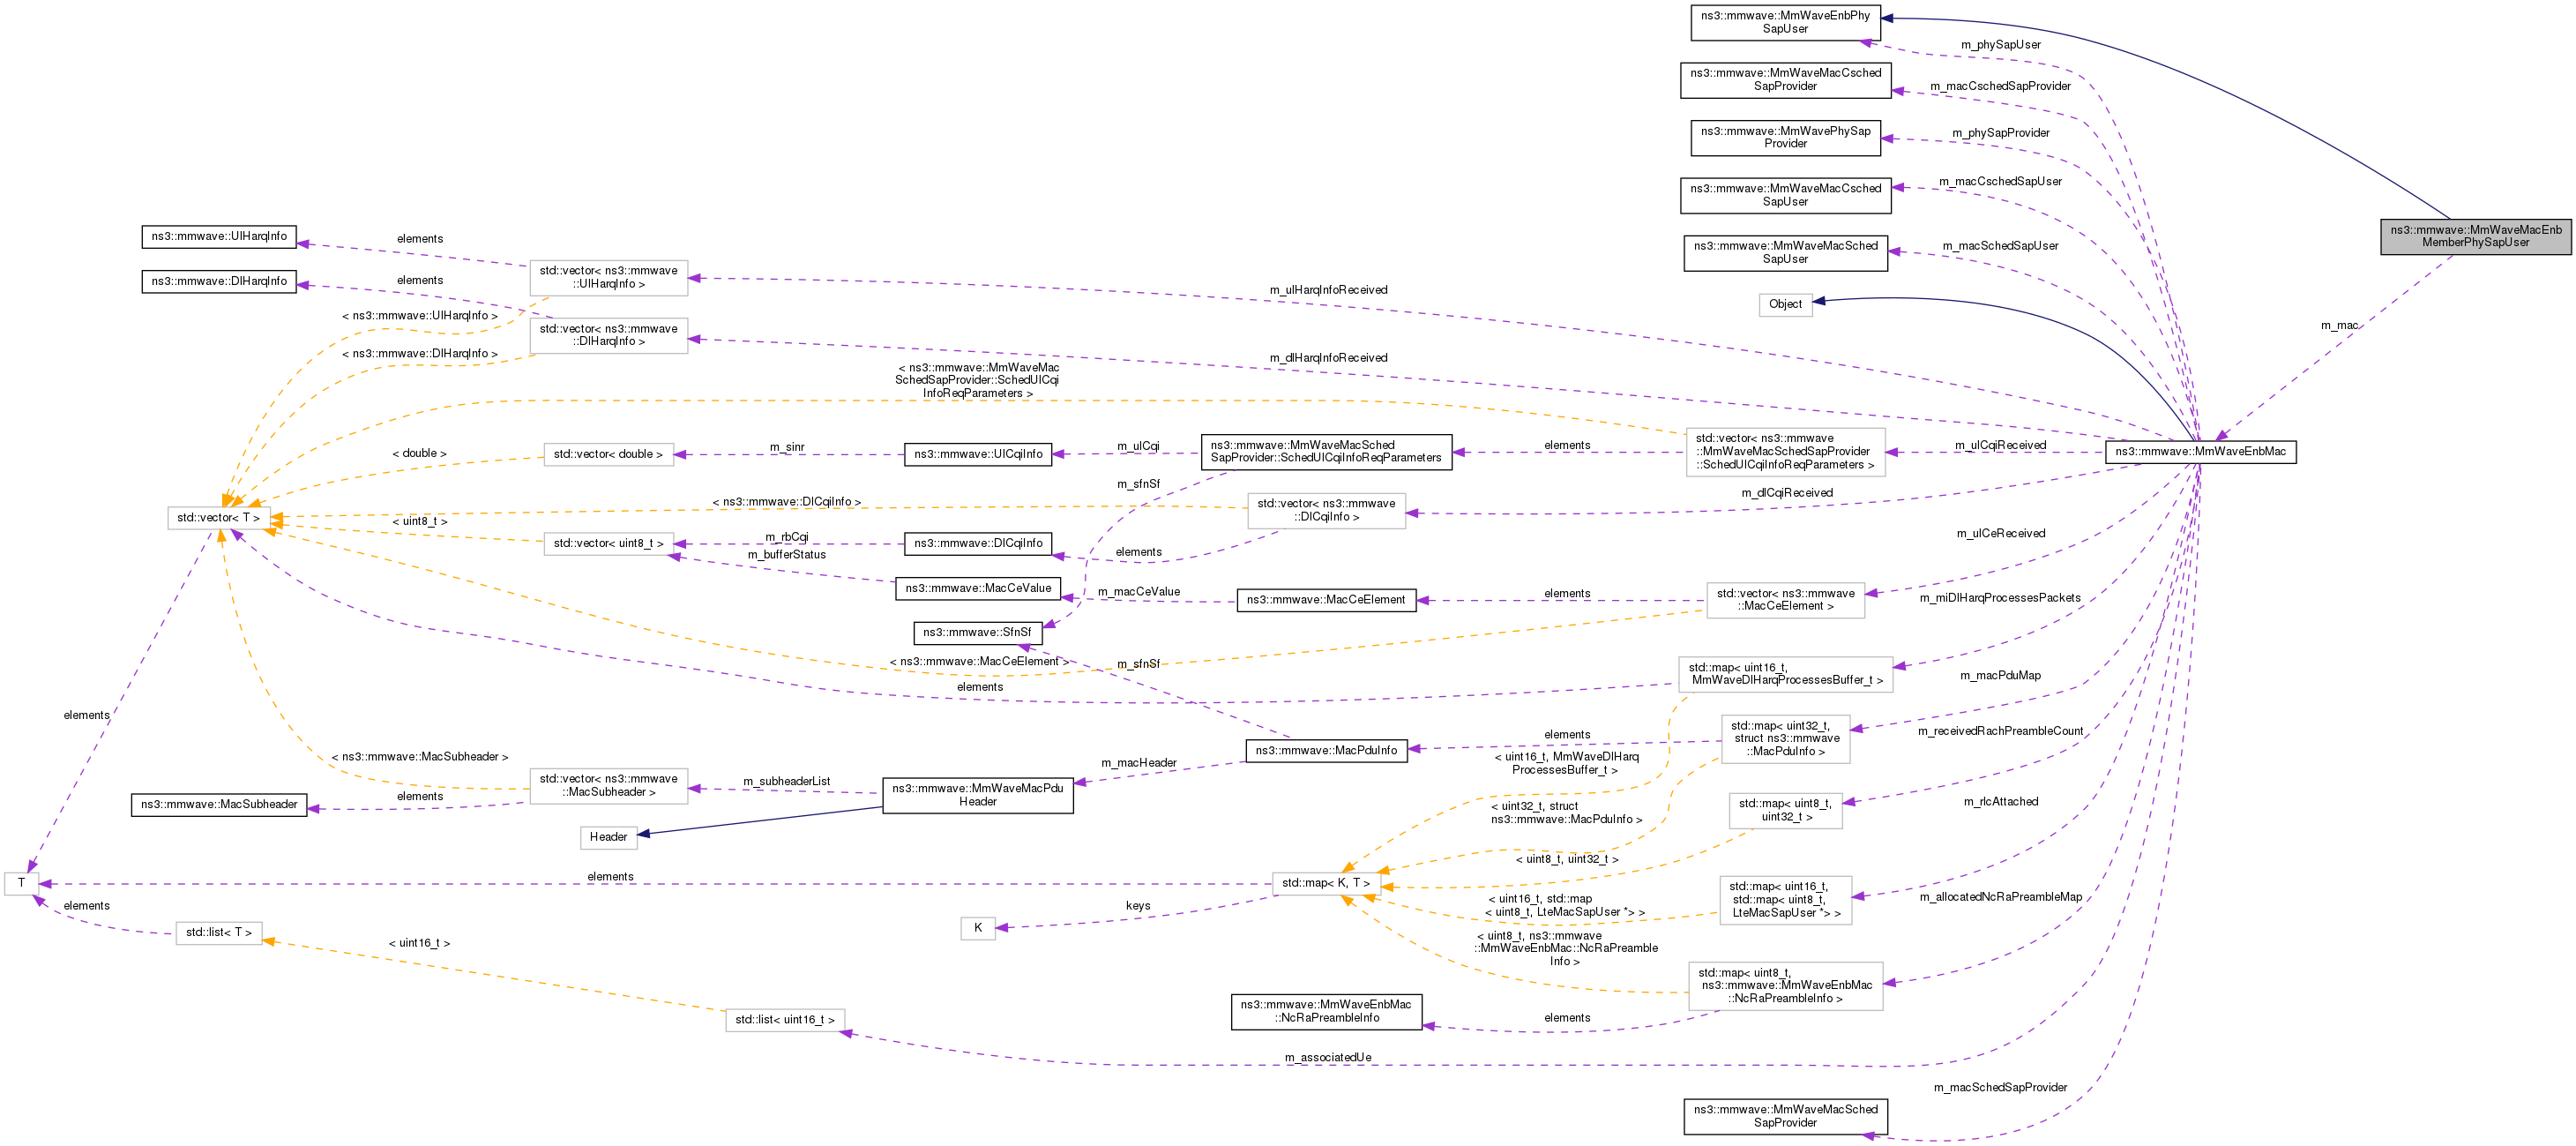 ns3::mmwave::MmWaveEnbPhy
SapUser
m_phySapUser
ns3::mmwave::MmWaveMacCsched
SapProvider
m_macCschedSapProvider
ns3::mmwave::MmWavePhySap
Provider
m_phySapProvider
ns3::mmwave::MmWaveMacCsched
SapUser
m_macCschedSapUser
ns3::mmwave::MmWaveMacEnb
MemberPhySapUser
ns3::mmwave::MmWaveMacSched
SapUser
m_macSchedSapUser
ns3::mmwave::UlHarqInfo
elements
std::vector< ns3::mmwave
::UlHarqInfo >
m_ulHarqInfoReceived
ns3::mmwave::DlHarqInfo
elements
Object
< ns3::mmwave::UlHarqInfo >
std::vector< ns3::mmwave
::DlHarqInfo >
m_mac
< ns3::mmwave::DlHarqInfo >
m_dlHarqInfoReceived
< ns3::mmwave::MmWaveMac
SchedSapProvider::SchedUlCqi
InfoReqParameters >
< double >
std::vector< double >
m_sinr
ns3::mmwave::UlCqiInfo
m_ulCqi
ns3::mmwave::MmWaveMacSched
SapProvider::SchedUlCqiInfoReqParameters
elements
std::vector< ns3::mmwave
::MmWaveMacSchedSapProvider
::SchedUlCqiInfoReqParameters >
m_ulCqiReceived
ns3::mmwave::MmWaveEnbMac
m_sfnSf
m_dlCqiReceived
< ns3::mmwave::DlCqiInfo >
std::vector< ns3::mmwave
::DlCqiInfo >
std::vector< T >
< uint8_t >
std::vector< uint8_t >
m_rbCqi
ns3::mmwave::DlCqiInfo
elements
m_bufferStatus
m_ulCeReceived
ns3::mmwave::MacCeValue
m_macCeValue
ns3::mmwave::MacCeElement
elements
std::vector< ns3::mmwave
::MacCeElement >
m_miDlHarqProcessesPackets
ns3::mmwave::SfnSf
< ns3::mmwave::MacCeElement >
m_sfnSf
std::map< uint16_t,
MmWaveDlHarqProcessesBuffer_t >
m_macPduMap
elements
elements
std::map< uint32_t,
struct ns3::mmwave
::MacPduInfo >
elements
ns3::mmwave::MacPduInfo
m_receivedRachPreambleCount
< ns3::mmwave::MacSubheader >
m_macHeader
< uint16_t, MmWaveDlHarq
ProcessesBuffer_t >
std::vector< ns3::mmwave
::MacSubheader >
m_subheaderList
ns3::mmwave::MmWaveMacPdu
Header
ns3::mmwave::MacSubheader
elements
< uint32_t, struct
ns3::mmwave::MacPduInfo >
std::map< uint8_t,
uint32_t >
m_rlcAttached
Header
< uint8_t, uint32_t >
T
elements
std::map< K, T >
std::map< uint16_t,
std::map< uint8_t,
LteMacSapUser *> >
m_allocatedNcRaPreambleMap
elements
keys
K
< uint16_t, std::map
< uint8_t, LteMacSapUser *> >
std::list< T >
< uint16_t >
< uint8_t, ns3::mmwave
::MmWaveEnbMac::NcRaPreamble
Info >
std::map< uint8_t,
ns3::mmwave::MmWaveEnbMac
::NcRaPreambleInfo >
ns3::mmwave::MmWaveEnbMac
::NcRaPreambleInfo
elements
std::list< uint16_t >
m_associatedUe
m_macSchedSapProvider
ns3::mmwave::MmWaveMacSched
SapProvider